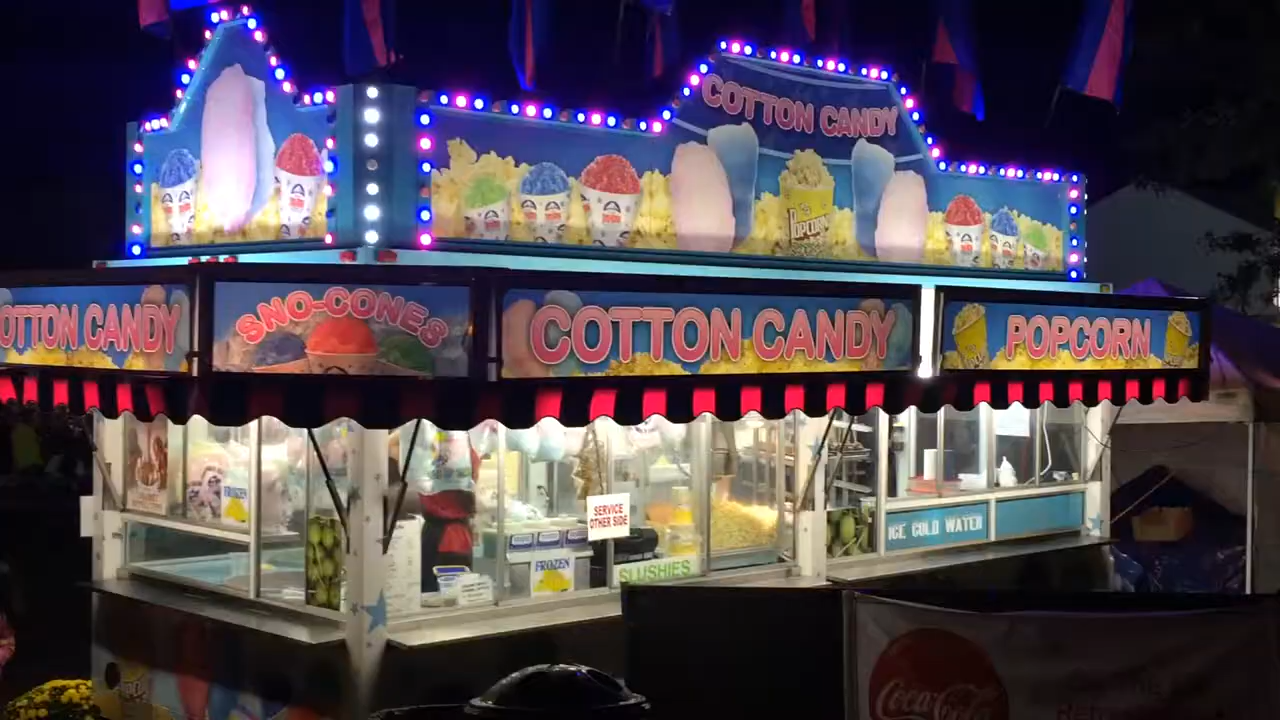 COTTON CANDY
POPCORN
OTTON CANDY
SNO-CONES
COTTON CANDY
POPCORN
SERVICE
OTHER SIDE
FROZEN
FROZEN
SLUSHIES
ICE COLD WATER
Coca-Cola